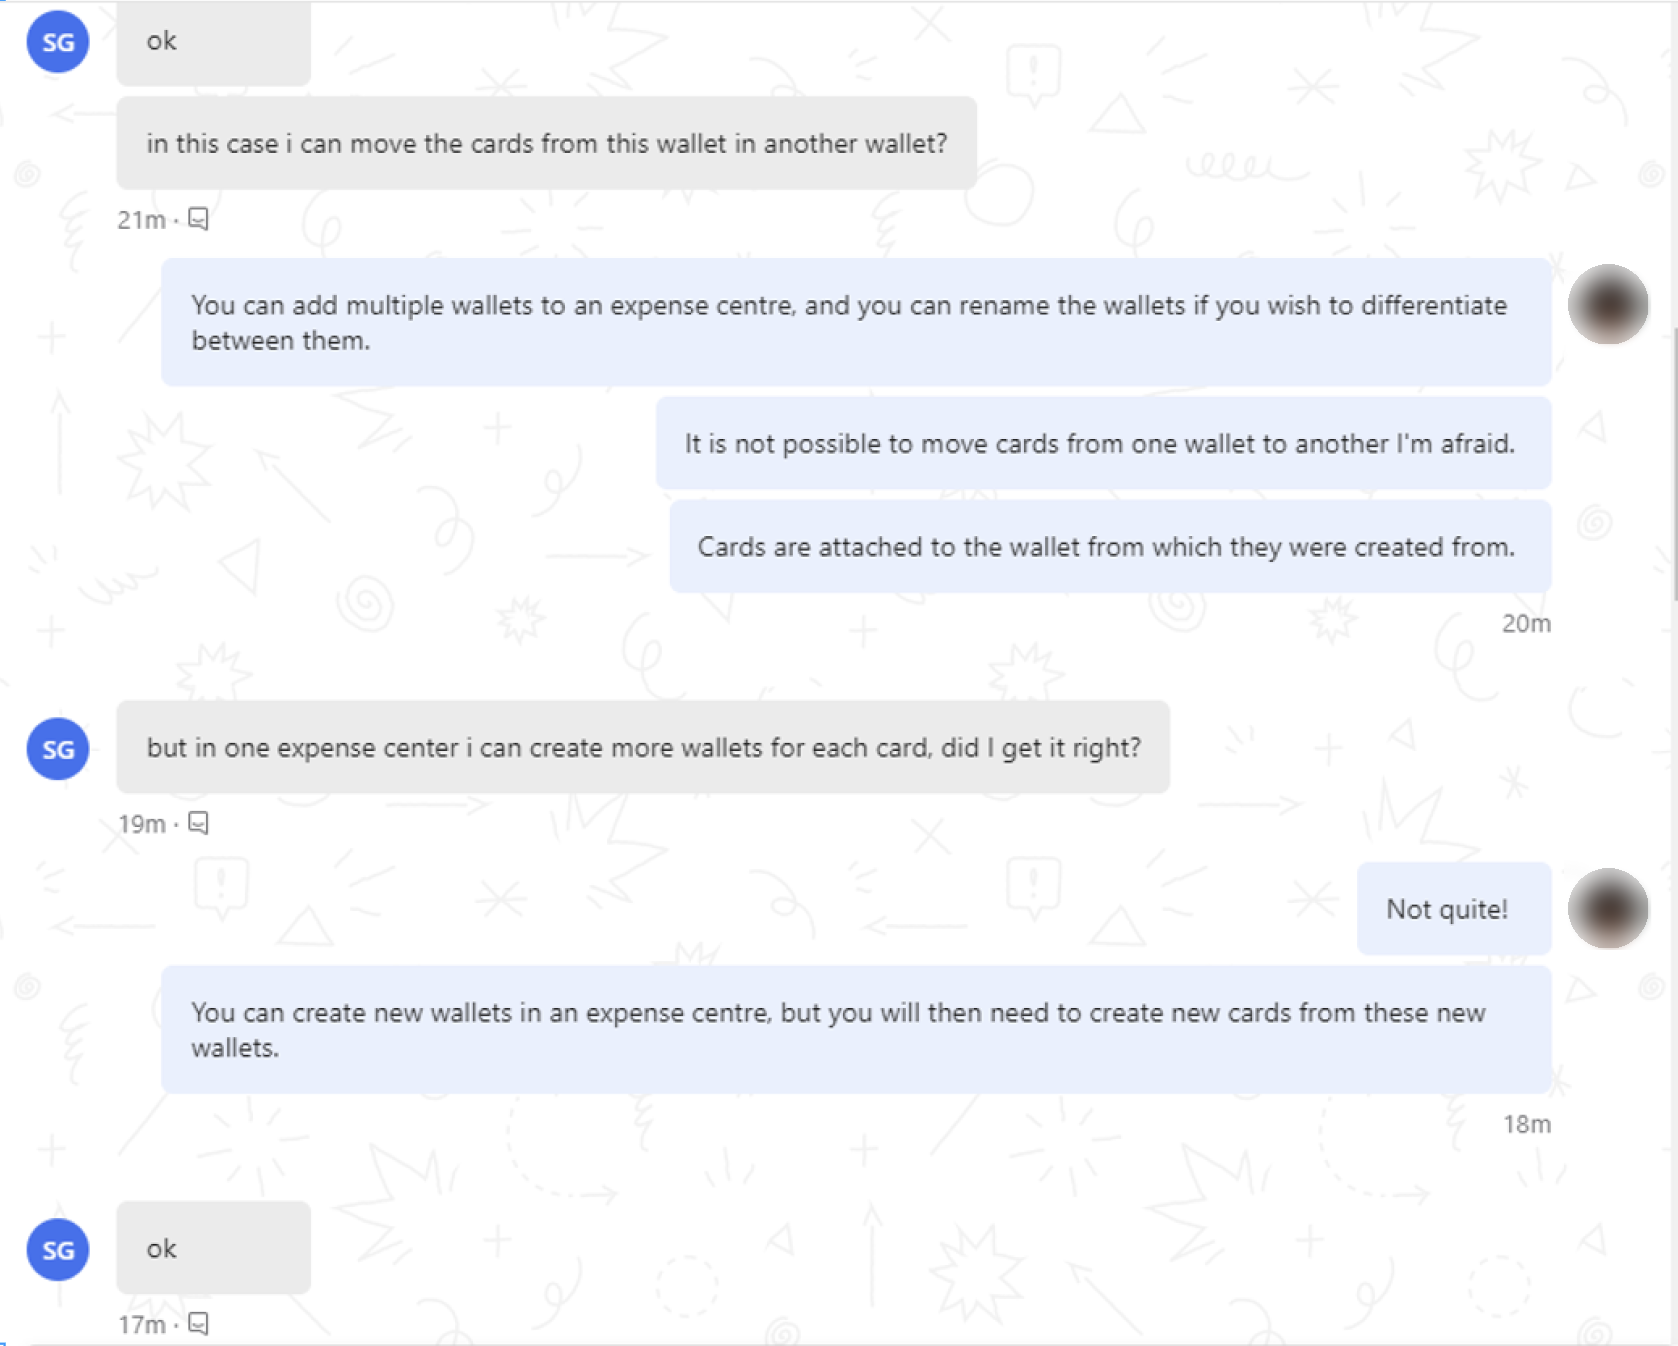 SG
ok
in this case i can move the cards from this wallet in another wallet?
21m ·
You can add multiple wallets to an expense centre, and you can rename the wallets if you wish to differentiate
between them.
It is not possible to move cards from one wallet to another I'm afraid.
Cards are attached to the wallet from which they were created from.
20m
SG
but in one expense center i can create more wallets for each card, did I get it right?
19m ·
Not quite!
You can create new wallets in an expense centre, but you will then need to create new cards from these new
wallets.
18m
SG
ok
17m ·